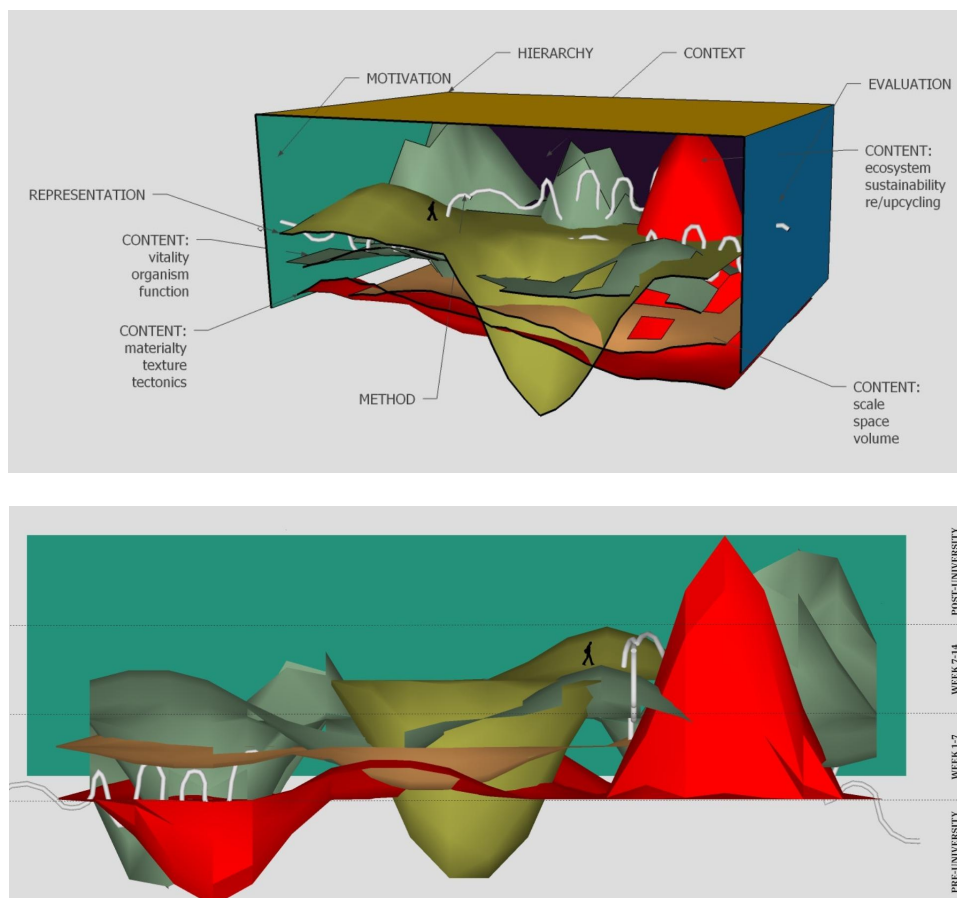 HIERARCHY
CONTEXT
MOTIVATION
EVALUATION
CONTENT:
ecosystem
sustainability
re/upcycling
REPRESENTATION
CONTENT:
vitality
organism
function
CONTENT:
materialty
texture
tectonics
METHOD
CONTENT:
scale
space
volume
POST-UNIVERSITY
WEEK 7-14
WEEK 1-7
PRE-UNIVERSITY